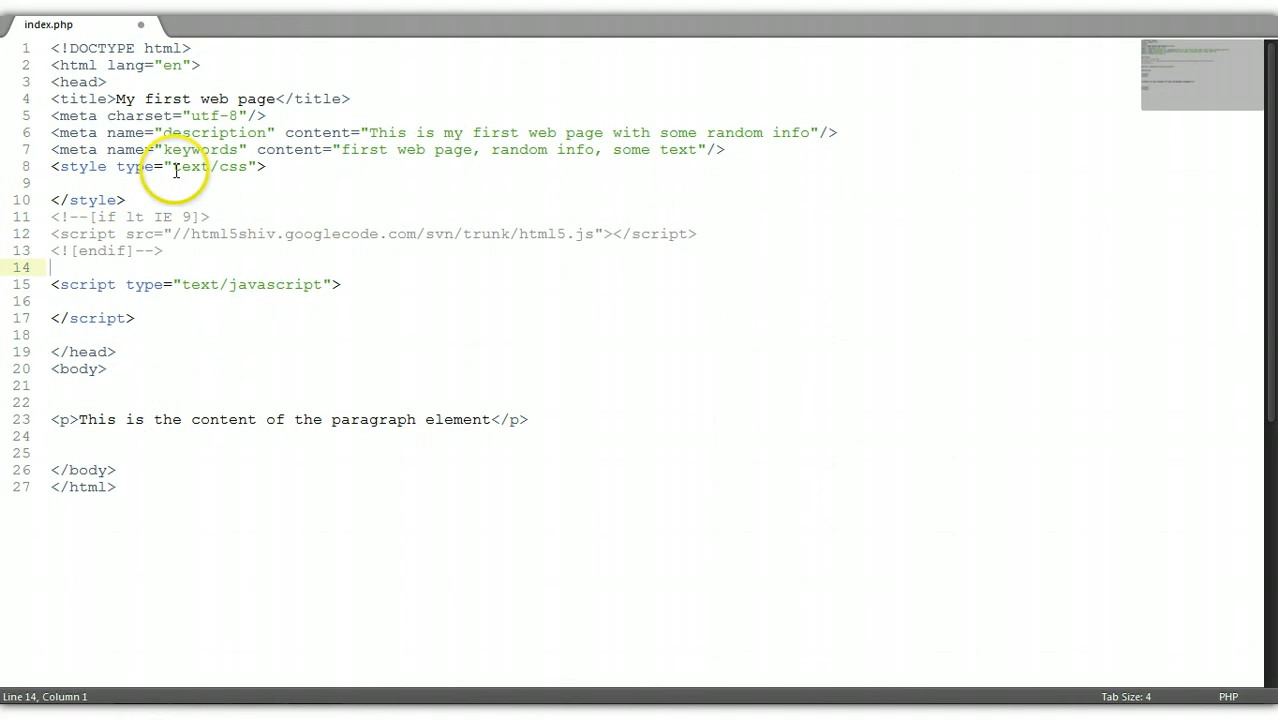 index.php
1 <!DOCTYPE html>
2 <html lang="en">
3 <head>
4 <title>My first web page</title>
5 <meta charset="utf-8"/>
6 <meta name="description" content="This is my first web page with some random info"/>
7 <meta name="keywords" content="first web page, random info, some text"/>
8 <style type="text/css">
9
10 </style>
11 <!--[if lt IE 9]>
12 <script src="//html5shiv.googlecode.com/svn/trunk/html5.js"></script>
13 <![endif]-->
14
15 <script type="text/javascript">
16
17 </script>
18
19 </head>
20 <body>
21
22
23 <p>This is the content of the paragraph element</p>
24
25
26 </body>
27 </html>
Line 14, Column 1 Tab Size: 4 PHP